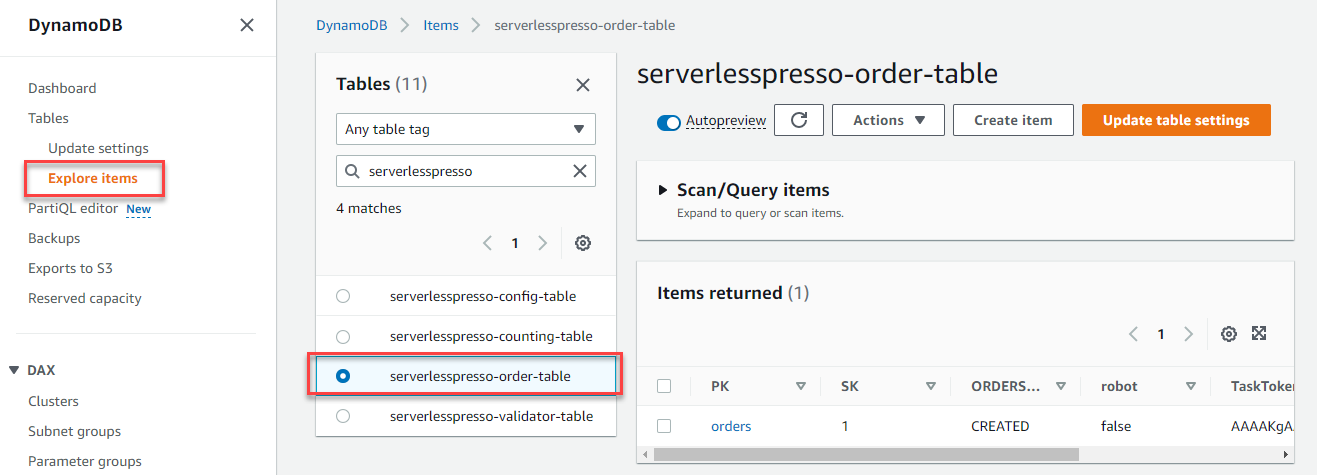 DynamoDB
Dashboard
Tables
Update settings
Explore items
PartiQL editor New
Backups
Exports to S3
Reserved capacity
DAX
Clusters
Subnet groups
Parameter groups
DynamoDB Items serverlesspresso-order-table
Tables (11)
Any table tag
serverlesspresso
4 matches
1
serverlesspresso-config-table
serverlesspresso-counting-table
serverlesspresso-order-table
serverlesspresso-validator-table
serverlesspresso-order-table
Autopreview Actions Create item Update table settings
Scan/Query items
Expand to query or scan items.
Items returned (1)
1
PK SK ORDERS... robot TaskToken
orders 1 CREATED false AAAAKgA